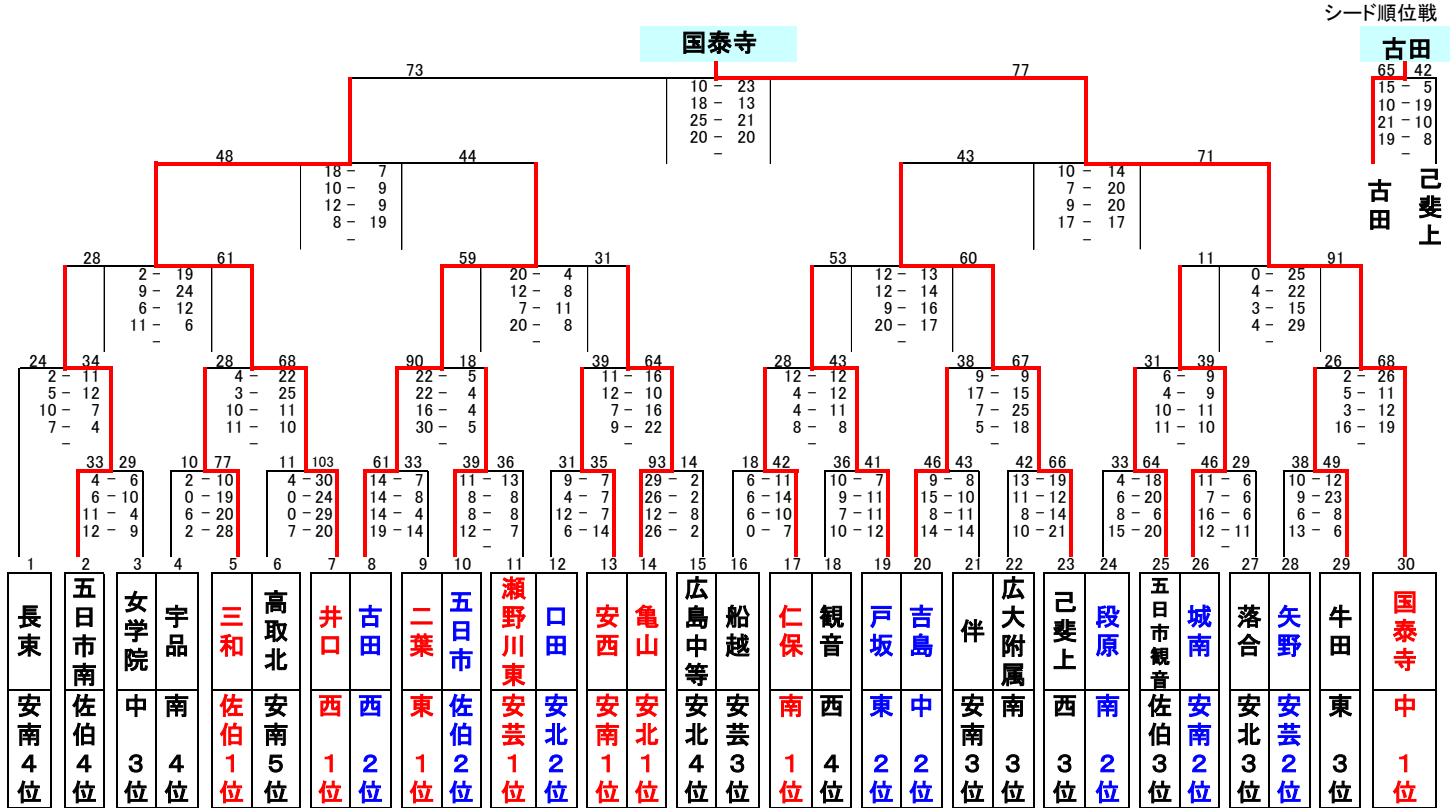 シード順位戦
国泰寺
古田
73 77
65 42
10 - 23
18 - 13
25 - 21
20 - 20
-
15 - 5
10 - 19
21 - 10
19 - 8
-
古田
己斐上
48 44 43 71
18 - 7
10 - 9
12 - 9
8 - 19
-
10 - 14
7 - 20
9 - 20
17 - 17
-
28 61 59 31 53 60 11 91
2 - 19
9 - 24
6 - 12
11 - 6
-
20 - 4
12 - 8
7 - 11
20 - 8
-
12 - 13
12 - 14
9 - 16
20 - 17
-
0 - 25
4 - 22
3 - 15
4 - 29
-
24 34 28 68 90 18 39 64 28 43 38 67 31 39 26 68
2 - 11
5 - 12
10 - 7
7 - 4
-
4 - 22
3 - 25
10 - 11
11 - 10
-
22 - 5
22 - 4
16 - 4
30 - 5
-
11 - 16
12 - 10
7 - 16
9 - 22
-
12 - 12
4 - 12
4 - 11
8 - 8
-
9 - 9
17 - 15
7 - 25
5 - 18
-
6 - 9
4 - 9
10 - 11
11 - 10
-
2 - 26
5 - 11
3 - 12
16 - 19
-
33 29 10 77 11 103 61 33 39 36 31 35 93 14 18 42 36 41 46 43 42 66 33 64 46 29 38 49
4 - 6
6 - 10
11 - 4
12 - 9
2 - 10
0 - 19
6 - 20
2 - 28
4 - 30
0 - 24
0 - 29
7 - 20
14 - 7
14 - 8
14 - 4
19 - 14
11 - 13
8 - 8
8 - 8
12 - 7
-
9 - 7
4 - 7
12 - 7
6 - 14
29 - 2
26 - 2
12 - 8
26 - 2
6 - 11
6 - 14
6 - 10
0 - 7
10 - 7
9 - 11
7 - 11
10 - 12
9 - 8
15 - 10
8 - 11
14 - 14
13 - 19
11 - 12
8 - 14
10 - 21
4 - 18
6 - 20
8 - 6
15 - 20
11 - 6
7 - 6
16 - 6
12 - 11
-
10 - 12
9 - 23
6 - 8
13 - 6
1 2 3 4 5 6 7 8 9 10 11 12 13 14 15 16 17 18 19 20 21 22 23 24 25 26 27 28 29 30
長束
五日市南
女学院
宇品
三和
高取北
井口
古田
二葉
五日市
瀬野川東
口田
安西
亀山
広島中等
船越
仁保
観音
戸坂
吉島
伴
広大附属
己斐上
段原
五日市観音
城南
落合
矢野
牛田
国泰寺
安南4位
佐伯4位
中 3位
南 4位
佐伯1位
安南5位
西 1位
西 2位
東 1位
佐伯2位
安芸1位
安北2位
安南1位
安北1位
安北4位
安芸3位
南 1位
西 4位
東 2位
中 2位
安南3位
南 3位
西 3位
南 2位
佐伯3位
安南2位
安北3位
安芸2位
東 3位
中 1位